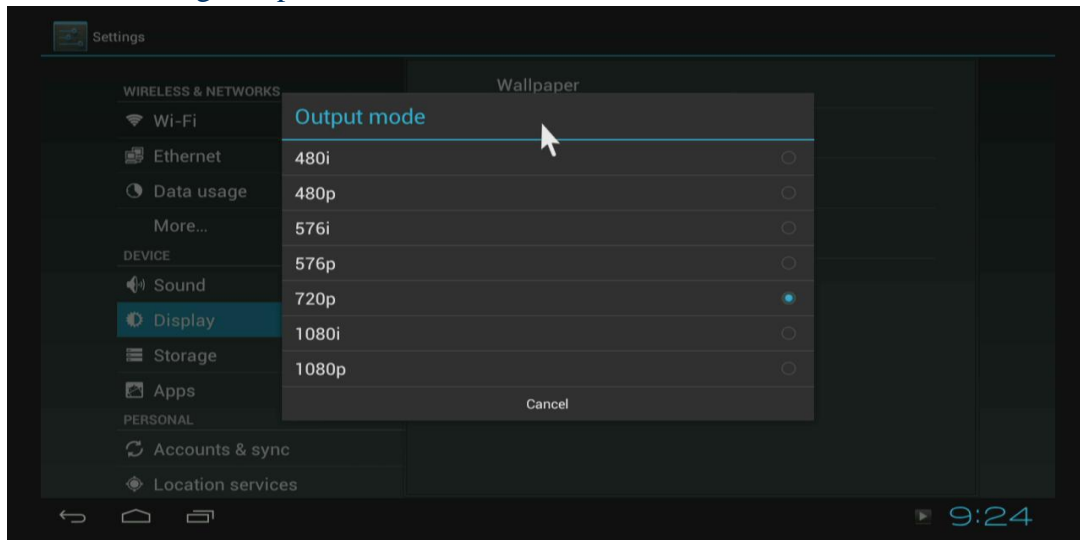 Settings
WIRELESS & NETWORKS
Wi-Fi
Ethernet
Data usage
More...
DEVICE
Sound
Display
Storage
Apps
PERSONAL
Accounts & sync
Location services
Wallpaper
Output mode
480i
480p
576i
576p
720p
1080i
1080p
Cancel
9:24